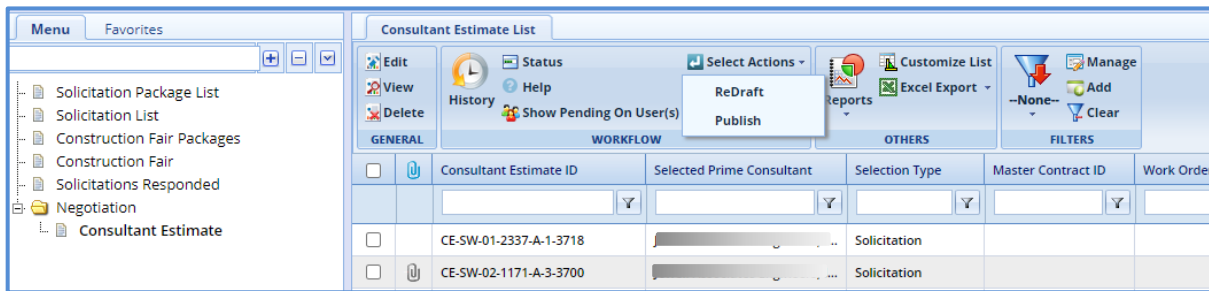 Menu Favorites
Solicitation Package List
Solicitation List
Construction Fair Packages
Construction Fair
Solicitations Responded
Negotiation
Consultant Estimate
Consultant Estimate List
Edit
View
Delete
GENERAL
History
Status
Help
Show Pending On User(s)
Select Actions
ReDraft
Publish
WORKFLOW
Reports
Customize List
Excel Export
OTHERS
--None--
Manage
Add
Clear
FILTERS
Consultant Estimate ID Selected Prime Consultant Selection Type Master Contract ID Work Orde
CE-SW-01-2337-A-1-3718 .. Solicitation
CE-SW-02-1171-A-3-3700 ... Solicitation